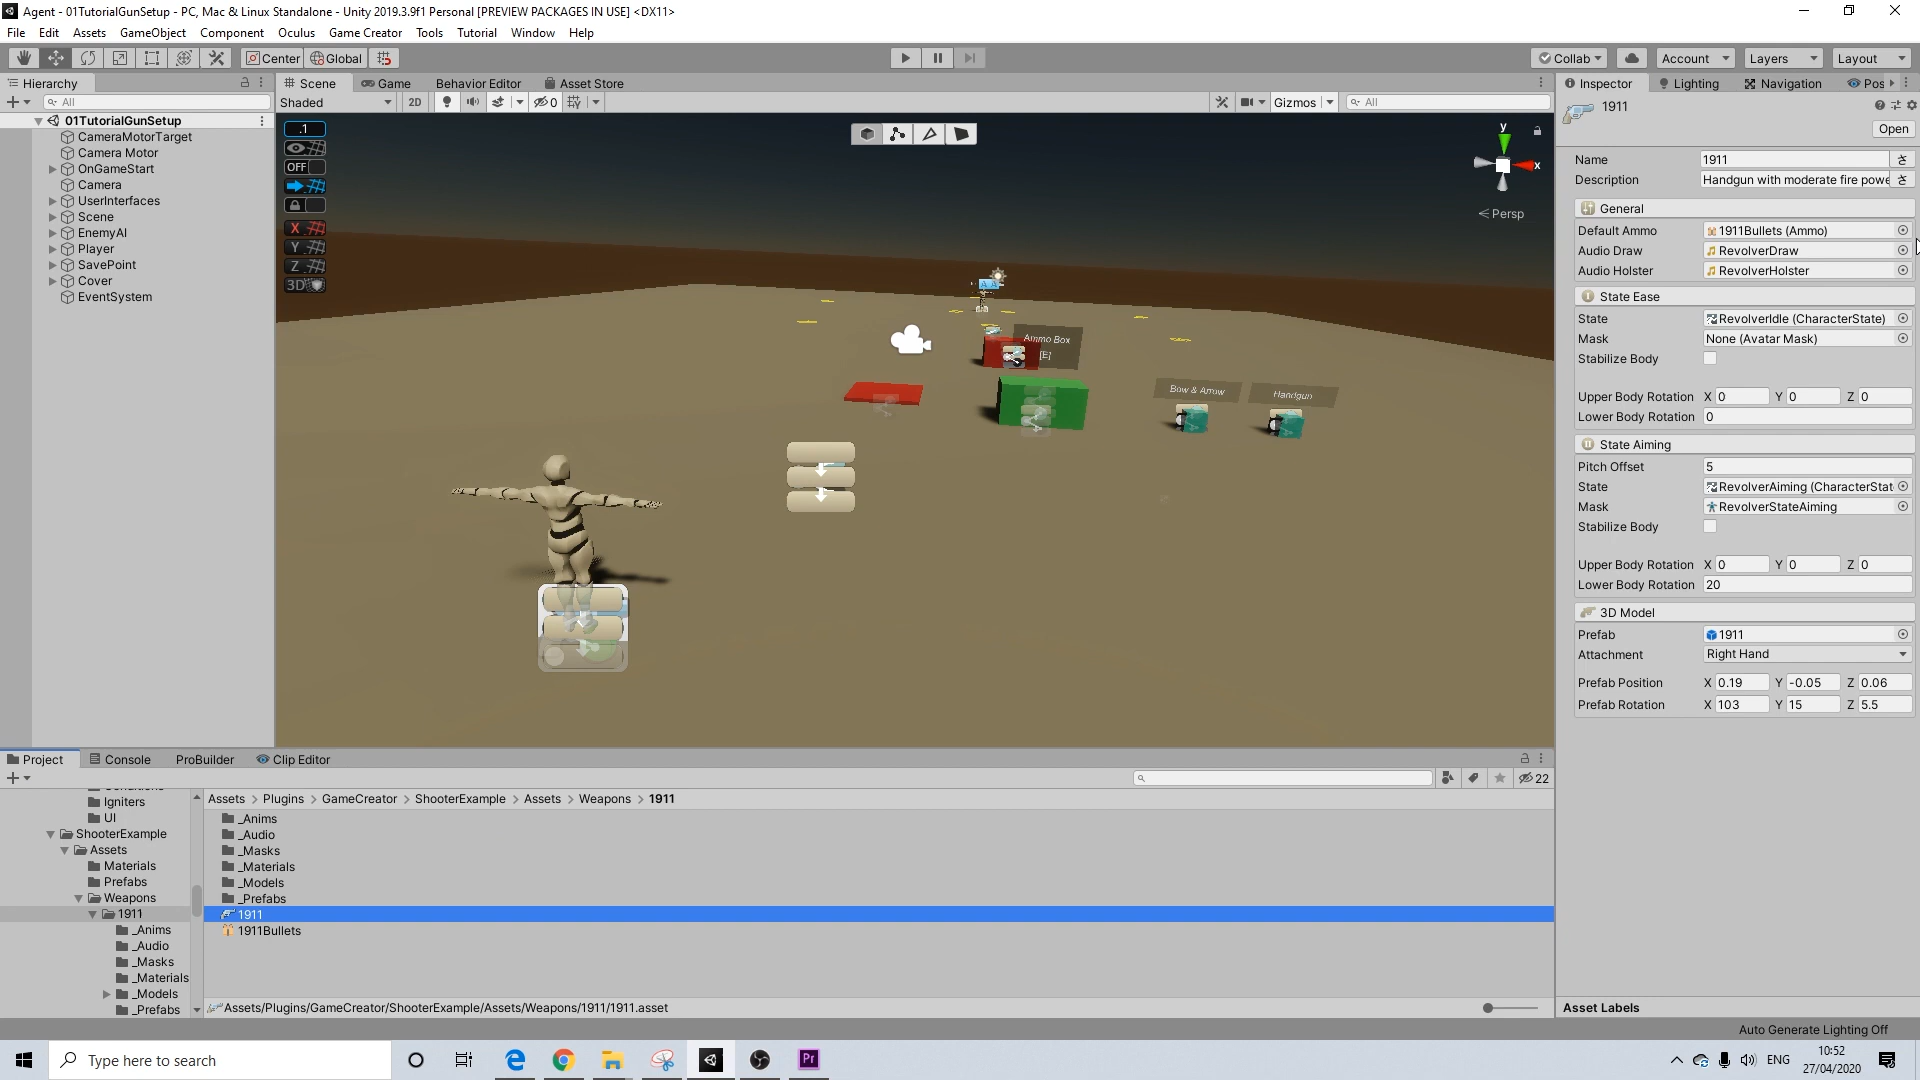 Agent - 01TutorialGunSetup - PC, Mac & Linux Standalone - Unity 2019.3.9f1 Personal [PREVIEW PACKAGES IN USE] <DX11>
File Edit Assets GameObject Component Oculus Game Creator Tools Tutorial Window Help
Center Global Collab Account Layers Layout
Hierarchy
All
01TutorialGunSetup
CameraMotorTarget
Camera Motor
OnGameStart
Camera
UserInterfaces
Scene
EnemyAI
Player
SavePoint
Cover
EventSystem
Scene Game Behavior Editor Asset Store
Shaded 2D 0 Gizmos All
.1
OFF
X
Y
Z
3D
y
x
Persp
Ammo Box
[E]
Bow & Arrow
Handgun
Inspector Lighting Navigation Pos
1911
Open
Name 1911
Description Handgun with moderate fire powe
General
Default Ammo 1911Bullets (Ammo)
Audio Draw RevolverDraw
Audio Holster RevolverHolster
State Ease
State RevolverIdle (CharacterState)
Mask None (Avatar Mask)
Stabilize Body
Upper Body Rotation X 0 Y 0 Z 0
Lower Body Rotation 0
State Aiming
Pitch Offset 5
State RevolverAiming (CharacterStat
Mask RevolverStateAiming
Stabilize Body
Upper Body Rotation X 0 Y 0 Z 0
Lower Body Rotation 20
3D Model
Prefab 1911
Attachment Right Hand
Prefab Position X 0.19 Y -0.05 Z 0.06
Prefab Rotation X 103 Y 15 Z 5.5
Asset Labels
Project Console ProBuilder Clip Editor
22
Igniters
UI
ShooterExample
Assets
Materials
Prefabs
Weapons
1911
_Anims
_Audio
_Masks
_Materials
_Models
_Prefabs
Assets > Plugins > GameCreator > ShooterExample > Assets > Weapons > 1911
_Anims
_Audio
_Masks
_Materials
_Models
_Prefabs
1911
1911Bullets
Assets/Plugins/GameCreator/ShooterExample/Assets/Weapons/1911/1911.asset
Auto Generate Lighting Off
Type here to search
Pr
ENG
10:52
27/04/2020